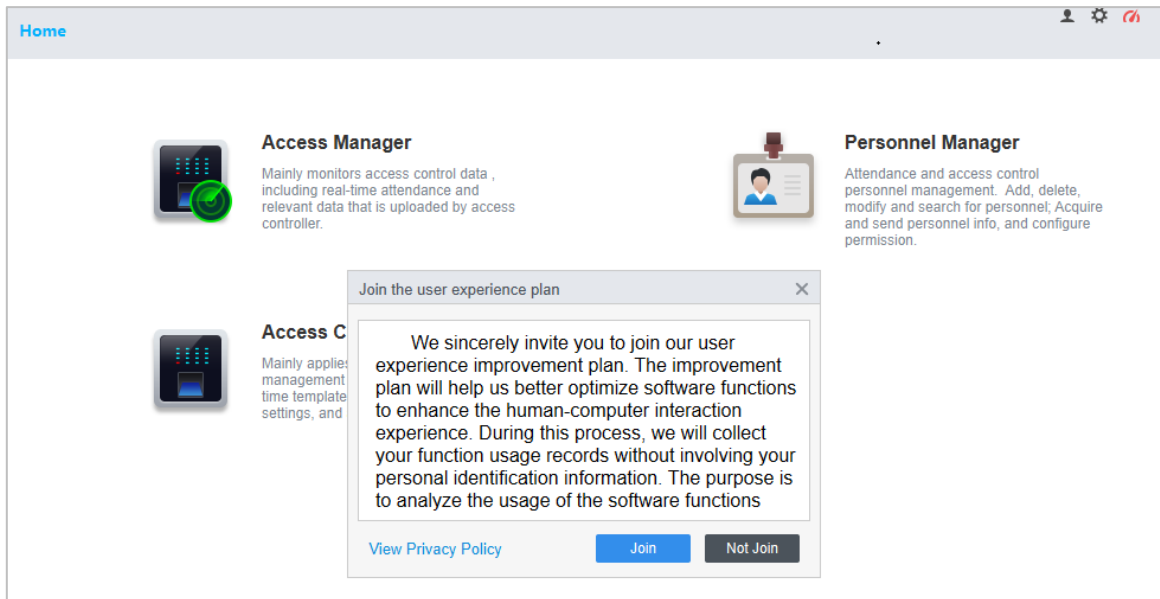 Home
Access Manager
Mainly monitors access control data ,
including real-time attendance and
relevant data that is uploaded by access
controller.
Personnel Manager
Attendance and access control
personnel management.  Add, delete,
modify and search for personnel; Acquire
and send personnel info, and configure
permission.
Access C
Mainly applies
management
time template
settings, and
Join the user experience plan
We sincerely invite you to join our user
experience improvement plan. The improvement
plan will help us better optimize software functions
to enhance the human-computer interaction
experience. During this process, we will collect
your function usage records without involving your
personal identification information. The purpose is
to analyze the usage of the software functions
View Privacy Policy
Join
Not Join